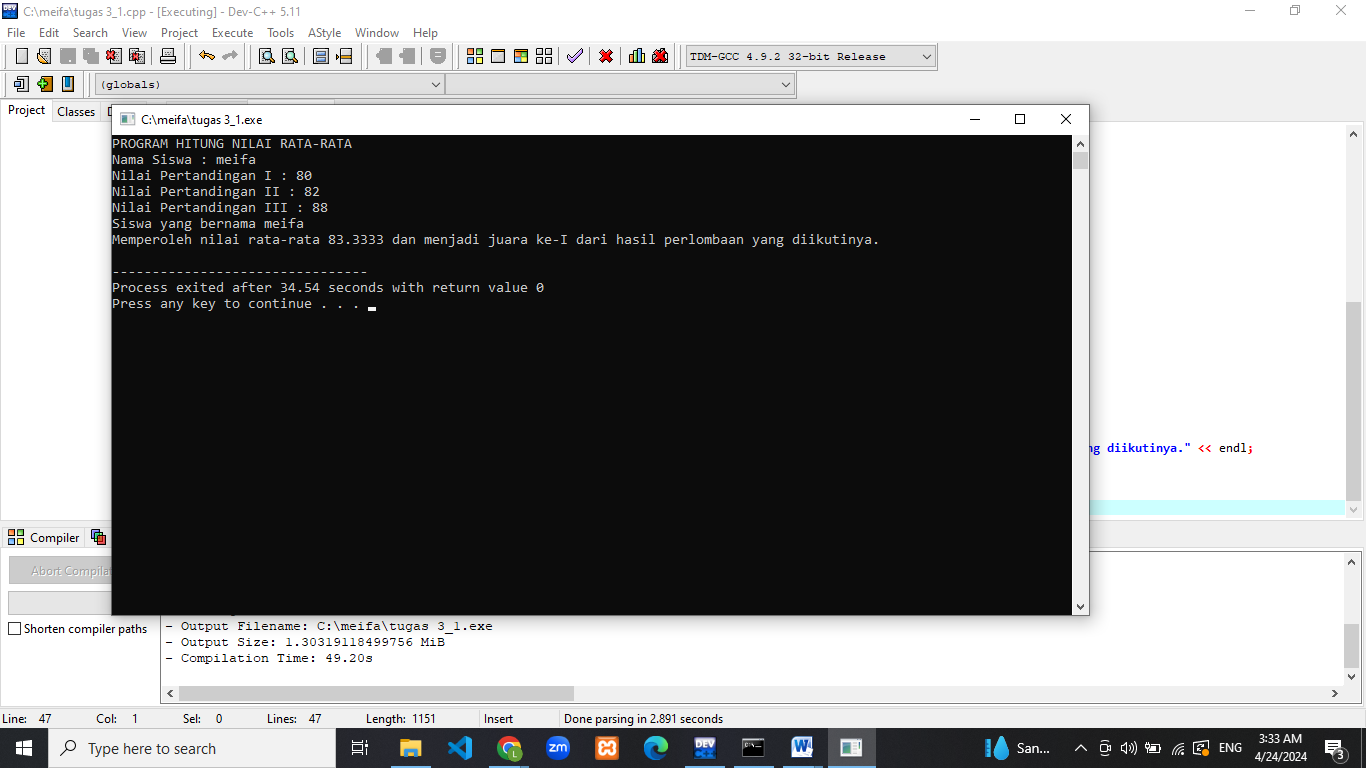 C:\meifa\tugas 3_1.cpp - [Executing] - Dev-C++ 5.11
File Edit Search View Project Execute Tools AStyle Window Help
TDM-GCC 4.9.2 32-bit Release
(globals)
Project Classes
C:\meifa\tugas 3_1.exe
PROGRAM HITUNG NILAI RATA-RATA
Nama Siswa : meifa
Nilai Pertandingan I : 80
Nilai Pertandingan II : 82
Nilai Pertandingan III : 88
Siswa yang bernama meifa
Memperoleh nilai rata-rata 83.3333 dan menjadi juara ke-I dari hasil perlombaan yang diikutinya.
--------------------------------
Process exited after 34.54 seconds with return value 0
Press any key to continue . . .
ng diikutinya." << endl;
Compiler
Abort Compilat
Shorten compiler paths
- Output Filename: C:\meifa\tugas 3_1.exe
- Output Size: 1.30319118499756 MiB
- Compilation Time: 49.20s
Line: 47 Col: 1 Sel: 0 Lines: 47 Length: 1151 Insert Done parsing in 2.891 seconds
Type here to search
San...
ENG
3:33 AM
4/24/2024
3